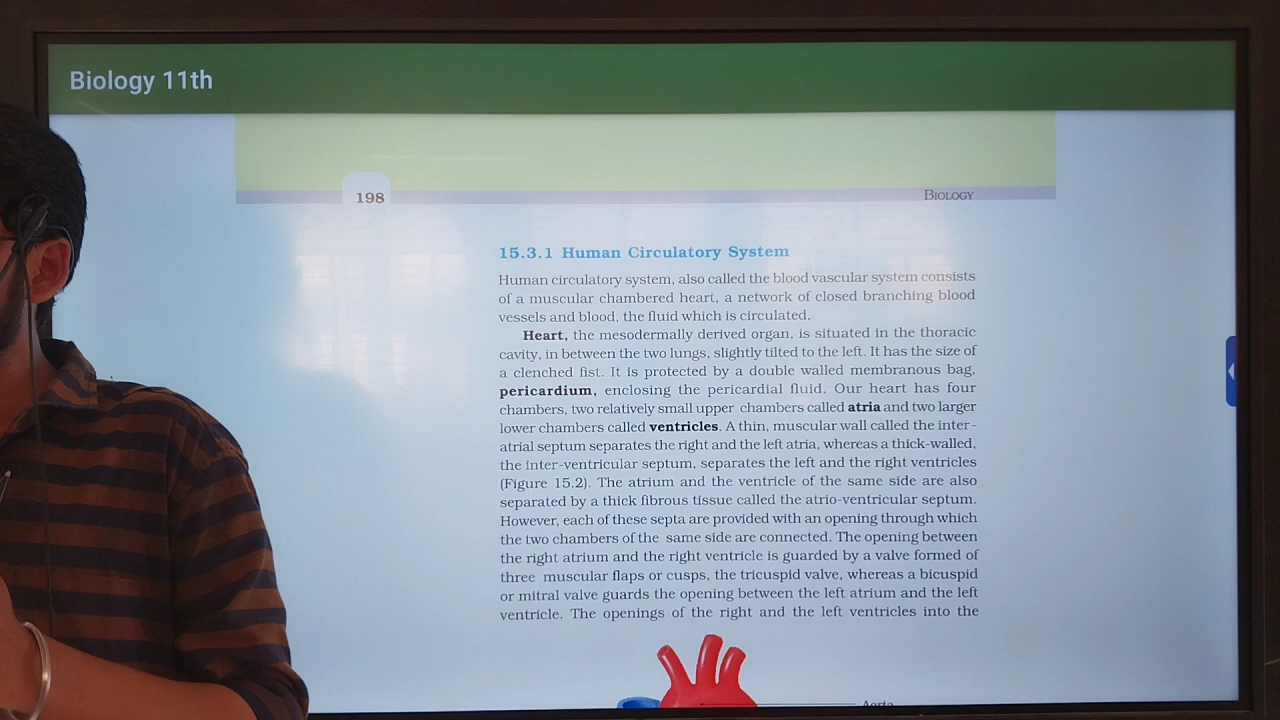 Biology 11th
198
BIOLOGY
15.3.1 Human Circulatory System
Human circulatory system, also called the blood vascular system consists
of a muscular chambered heart, a network of closed branching blood
vessels and blood, the fluid which is circulated.
Heart, the mesodermally derived organ, is situated in the thoracic
cavity, in between the two lungs, slightly tilted to the left. It has the size of
a clenched fist. It is protected by a double walled membranous bag,
pericardium, enclosing the pericardial fluid. Our heart has four
chambers, two relatively small upper chambers called atria and two larger
lower chambers called ventricles. A thin, muscular wall called the inter-
atrial septum separates the right and the left atria, whereas a thick-walled,
the inter-ventricular septum, separates the left and the right ventricles
(Figure 15.2). The atrium and the ventricle of the same side are also
separated by a thick fibrous tissue called the atrio-ventricular septum.
However, each of these septa are provided with an opening through which
the two chambers of the same side are connected. The opening between
the right atrium and the right ventricle is guarded by a valve formed of
three muscular flaps or cusps, the tricuspid valve, whereas a bicuspid
or mitral valve guards the opening between the left atrium and the left
ventricle. The openings of the right and the left ventricles into the
Aorta